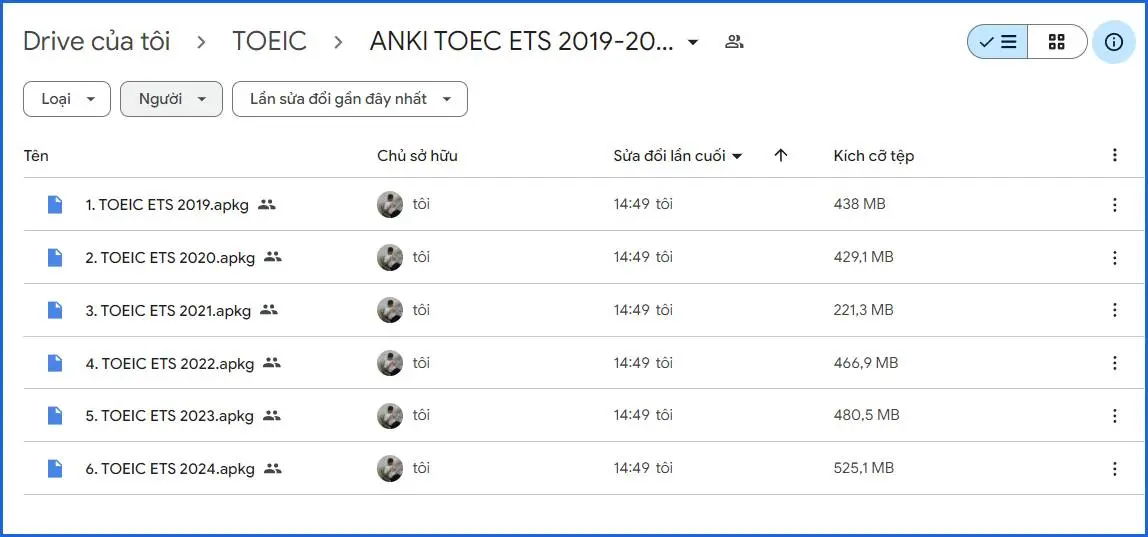 Drive của tôi > TOEIC > ANKI TOEC ETS 2019-20...
Loại Người Lần sửa đổi gần đây nhất
Tên Chủ sở hữu Sửa đổi lần cuối Kích cỡ tệp
1. TOEIC ETS 2019.apkg tôi 14:49 tôi 438 MB
2. TOEIC ETS 2020.apkg tôi 14:49 tôi 429,1 MB
3. TOEIC ETS 2021.apkg tôi 14:49 tôi 221,3 MB
4. TOEIC ETS 2022.apkg tôi 14:49 tôi 466,9 MB
5. TOEIC ETS 2023.apkg tôi 14:49 tôi 480,5 MB
6. TOEIC ETS 2024.apkg tôi 14:49 tôi 525,1 MB